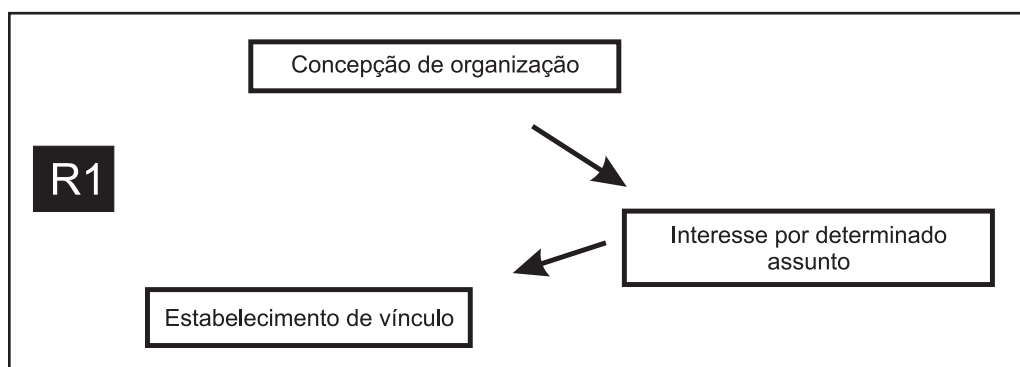 Concepção de organização
R1
Interesse por determinado
assunto
Estabelecimento de vínculo